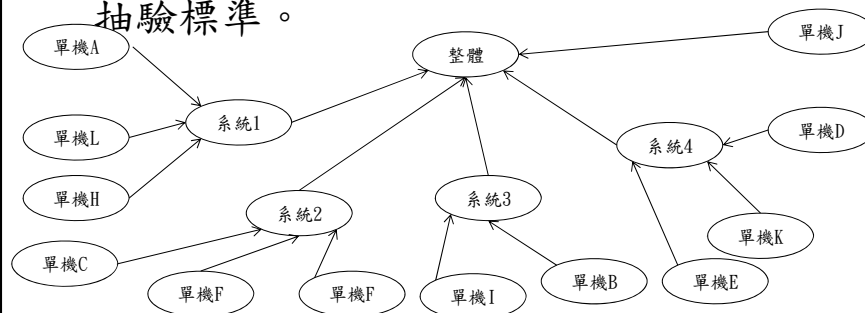 抽驗標準。
單機A
整體
單機J
單機L
系統1
系統4
單機D
單機H
系統2
系統3
單機K
單機C
單機F
單機F
單機I
單機B
單機E